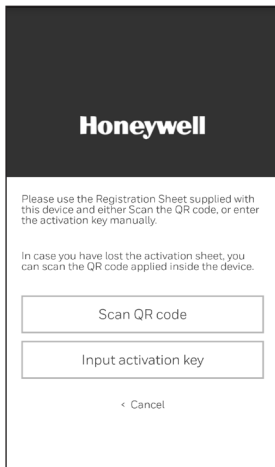 Honeywell
Please use the Registration Sheet supplied with
this device and either Scan the QR code, or enter
the activation key manually.
In case you have lost the activation sheet, you
can scan the QR code applied inside the device.
Scan QR code
Input activation key
< Cancel